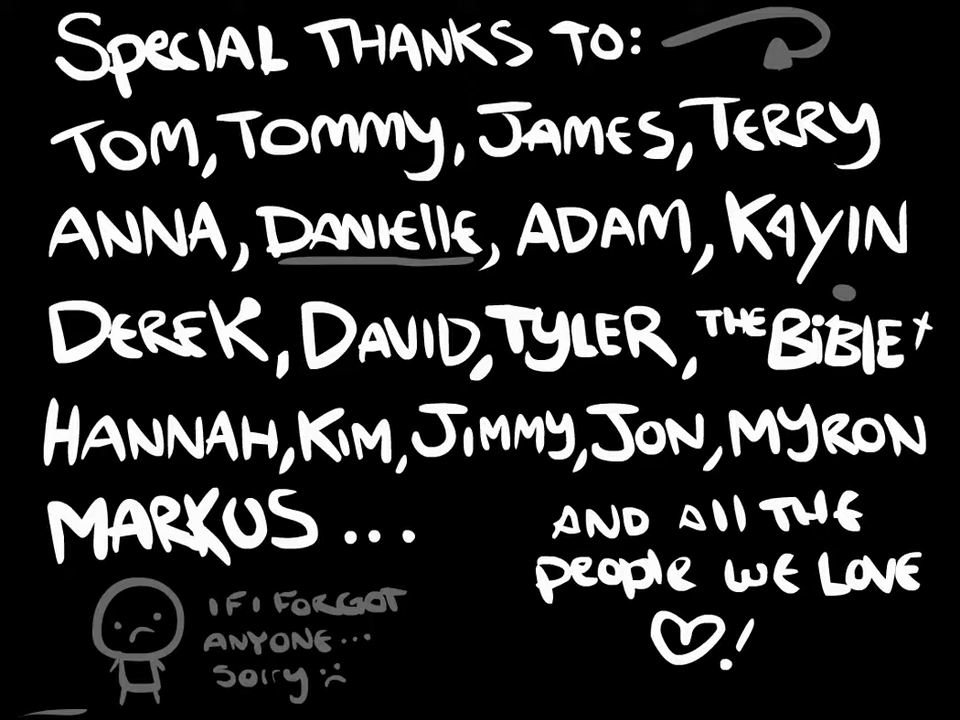 SPECIAL THANKS TO:
TOM, TOMMY, JAMES, TERRY
ANNA, DANIELLE, ADAM, KAYIN
DEREK, DAVID, TYLER, THE BiBLE
HANNAH, KiM, JiMMY, JON, MYRON
MARKUS...
AND All THE
people WE LOVE
!
IF I FORGOT
ANYONE...
Sorry :(